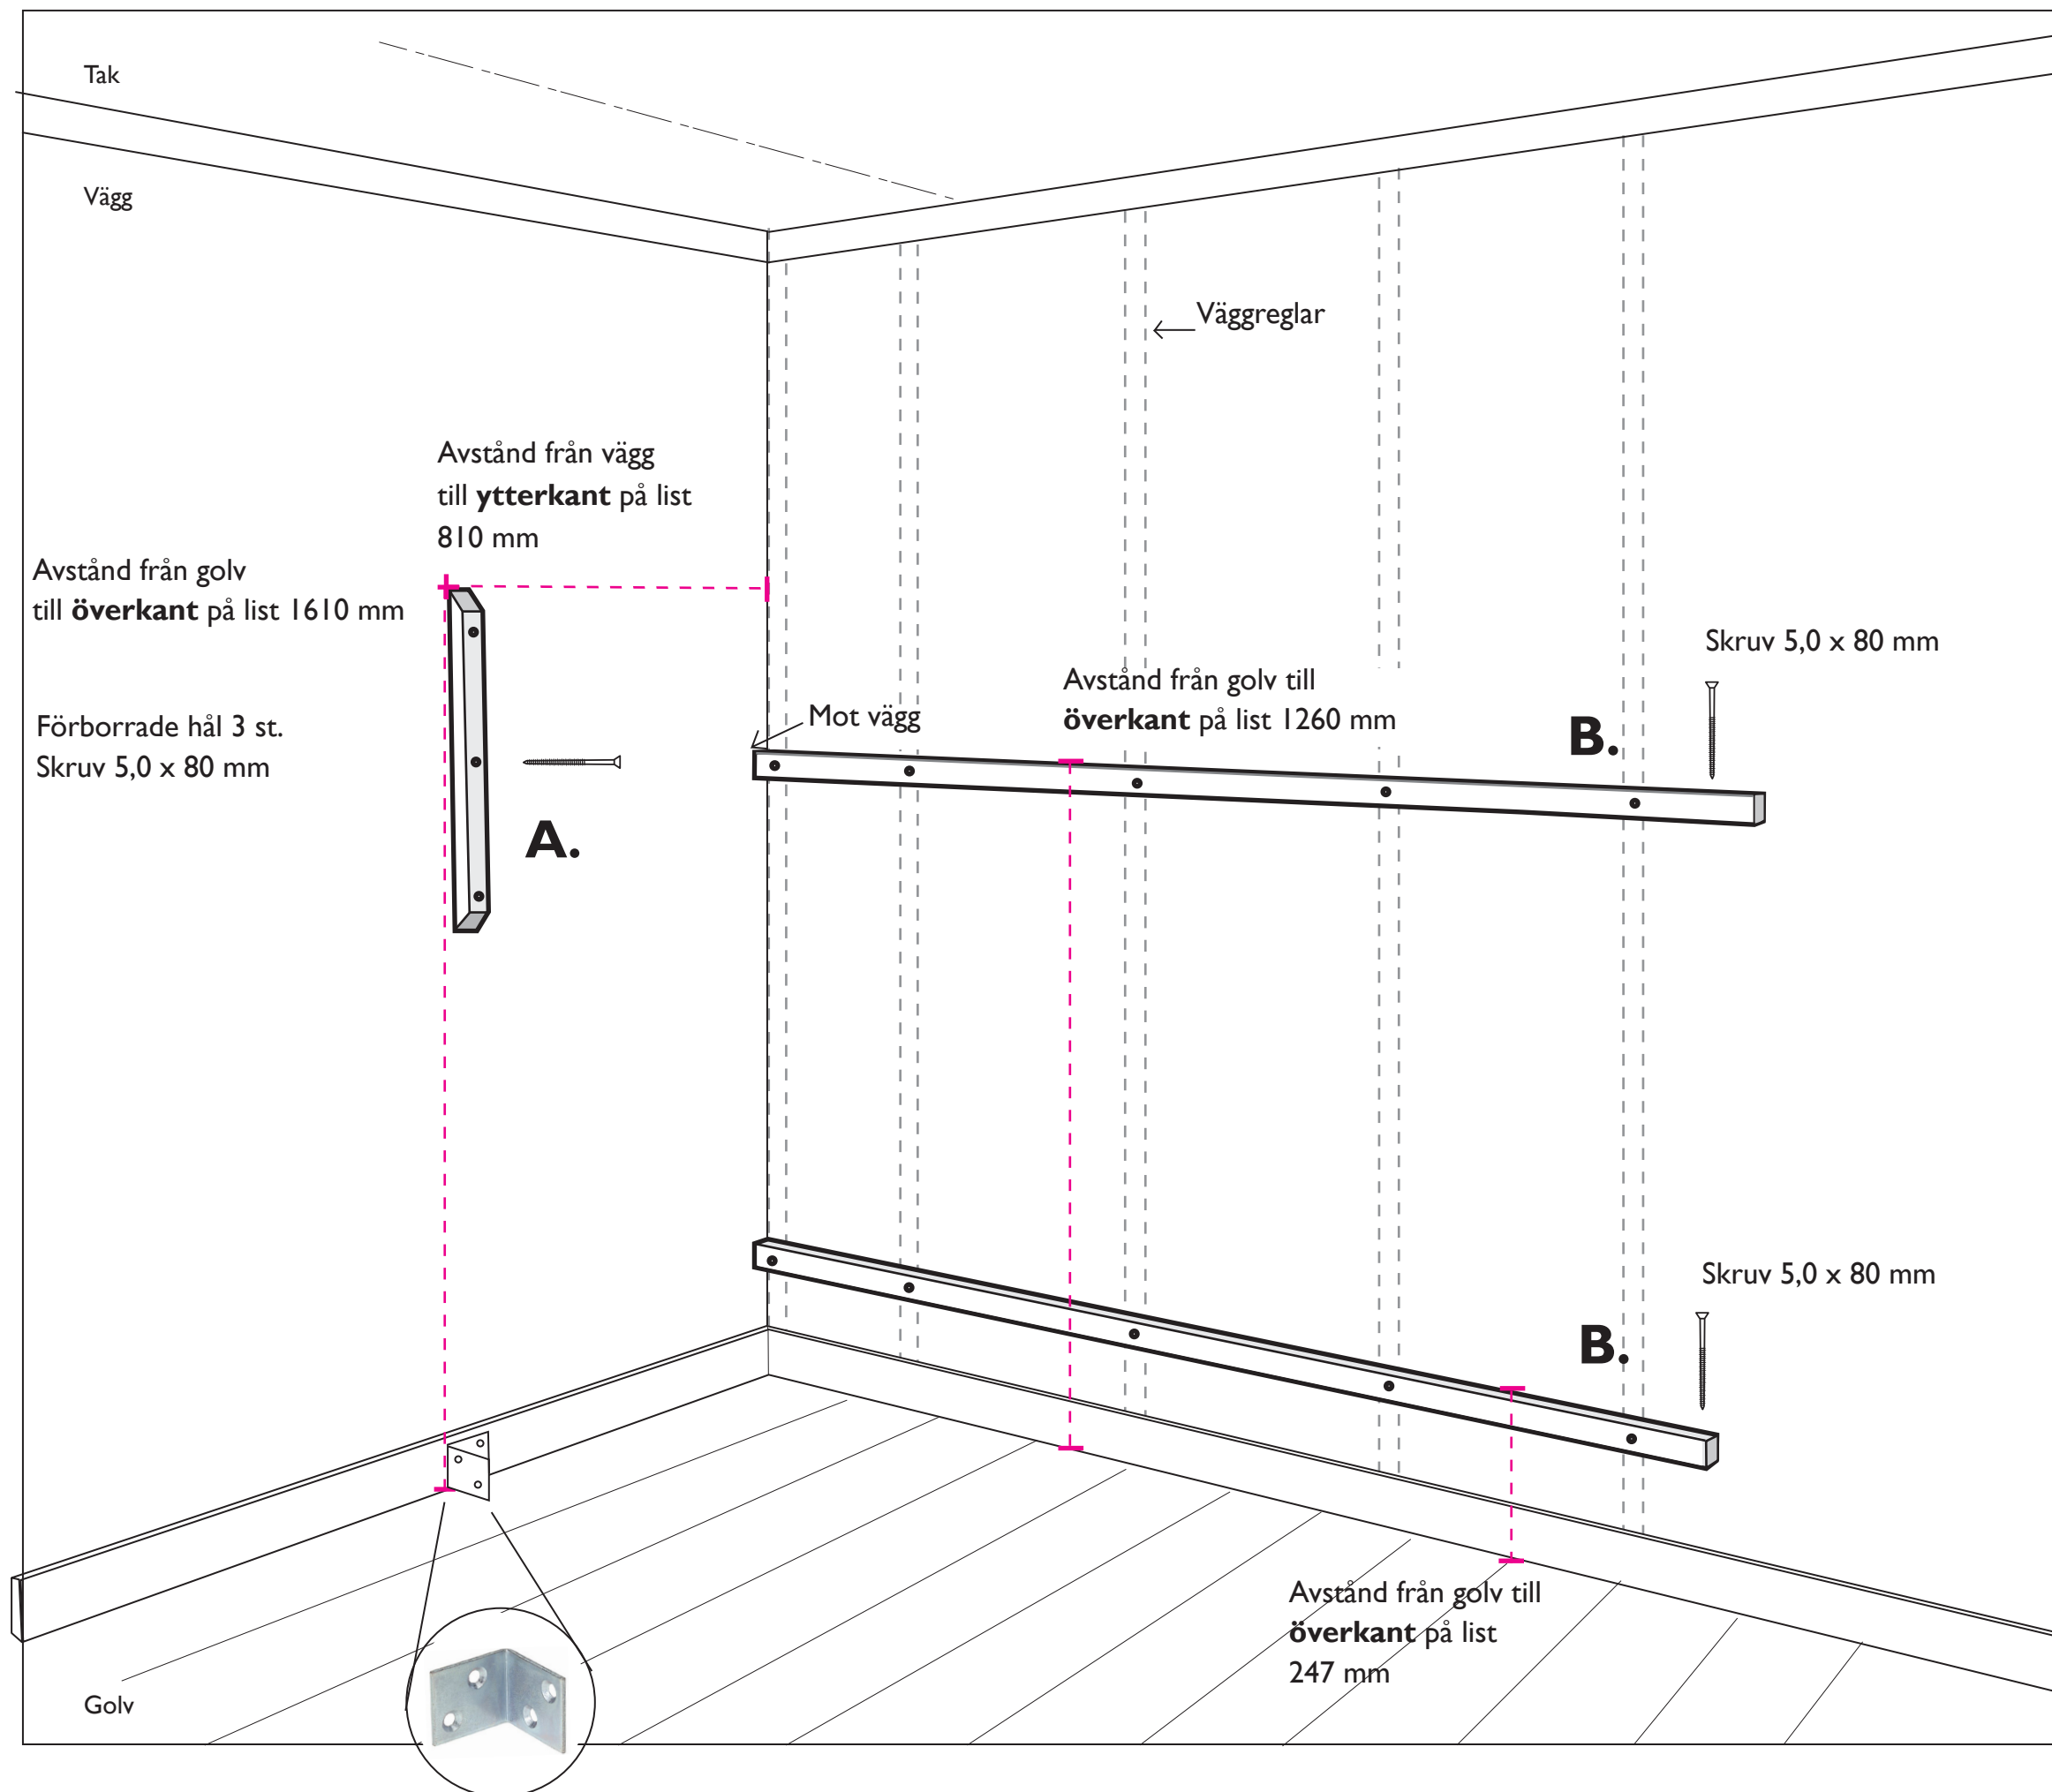 Tak
Vägg
Väggreglar
Avstånd från vägg
till ytterkant på list
810 mm
Avstånd från golv
till överkant på list 1610 mm
Förborrade hål 3 st.
Skruv 5,0 x 80 mm
A.
Mot vägg
Avstånd från golv till
överkant på list 1260 mm
B.
Skruv 5,0 x 80 mm
Skruv 5,0 x 80 mm
B.
Avstånd från golv till
överkant på list
247 mm
Golv